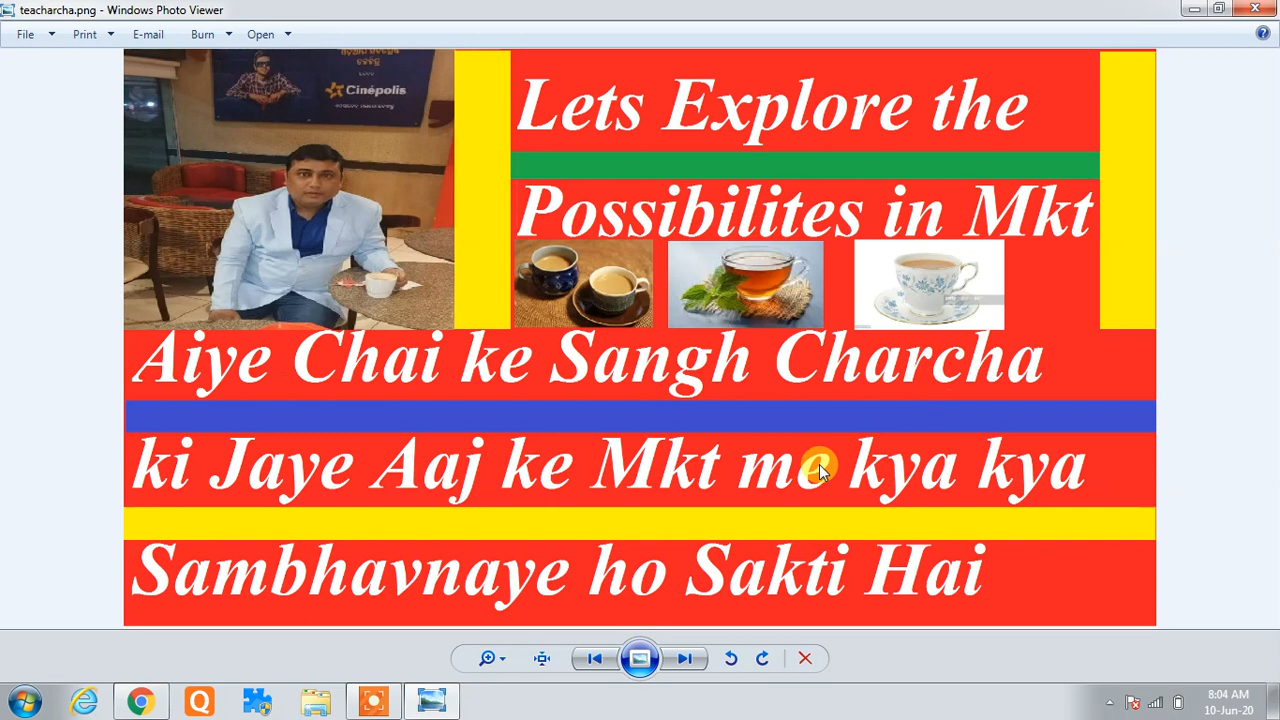 teacharcha.png - Windows Photo Viewer
File Print E-mail Burn Open
Cinépolis
Lets Explore the
Possibilites in Mkt
Aiye Chai ke Sangh Charcha
ki Jaye Aaj ke Mkt me kya kya
Sambhavnaye ho Sakti Hai
8:04 AM
10-Jun-20